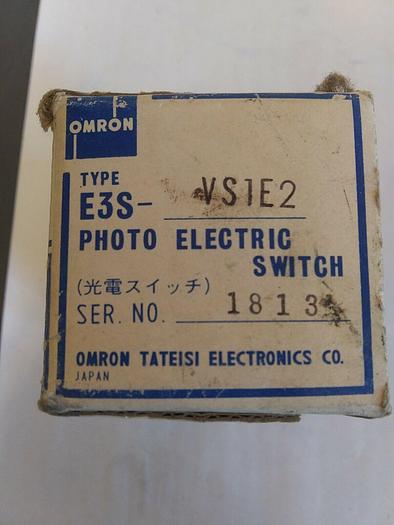 OMRON
TYPE
E3S- VS1E2
PHOTO ELECTRIC
SWITCH
(光電スイッチ)
SER. NO. 1813
OMRON TATEISI ELECTRONICS CO.
JAPAN